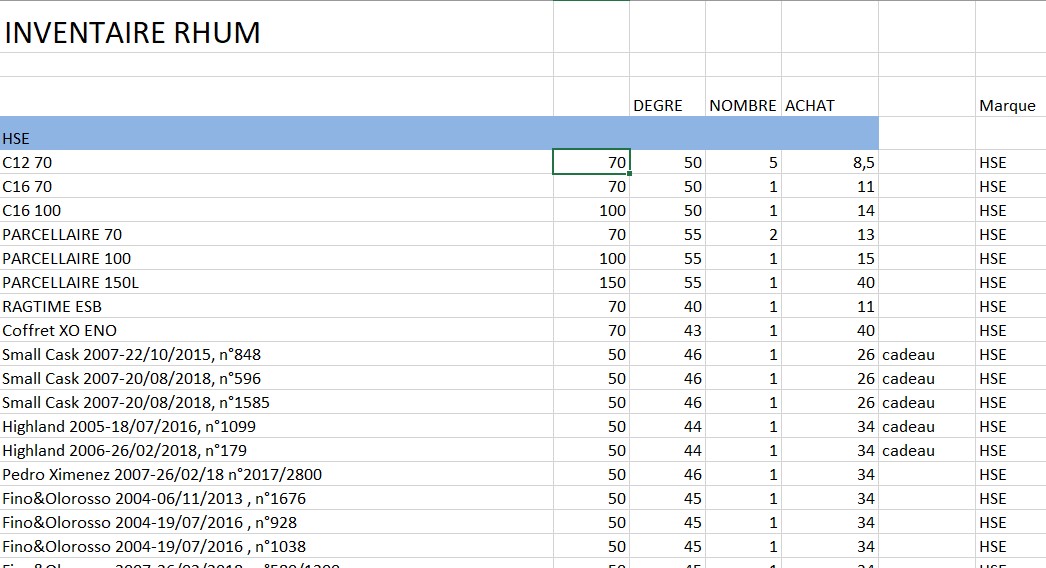 INVENTAIRE RHUM
DEGRE NOMBRE ACHAT Marque
HSE
C12 70 70 50 5 8,5 HSE
C16 70 70 50 1 11 HSE
C16 100 100 50 1 14 HSE
PARCELLAIRE 70 70 55 2 13 HSE
PARCELLAIRE 100 100 55 1 15 HSE
PARCELLAIRE 150L 150 55 1 40 HSE
RAGTIME ESB 70 40 1 11 HSE
Coffret XO ENO 70 43 1 40 HSE
Small Cask 2007-22/10/2015, n°848 50 46 1 26 cadeau HSE
Small Cask 2007-20/08/2018, n°596 50 46 1 26 cadeau HSE
Small Cask 2007-20/08/2018, n°1585 50 46 1 26 cadeau HSE
Highland 2005-18/07/2016, n°1099 50 44 1 34 cadeau HSE
Highland 2006-26/02/2018, n°179 50 44 1 34 cadeau HSE
Pedro Ximenez 2007-26/02/18 n°2017/2800 50 46 1 34 HSE
Fino&Olorosso 2004-06/11/2013 , n°1676 50 45 1 34 HSE
Fino&Olorosso 2004-19/07/2016 , n°928 50 45 1 34 HSE
Fino&Olorosso 2004-19/07/2016 , n°1038 50 45 1 34 HSE